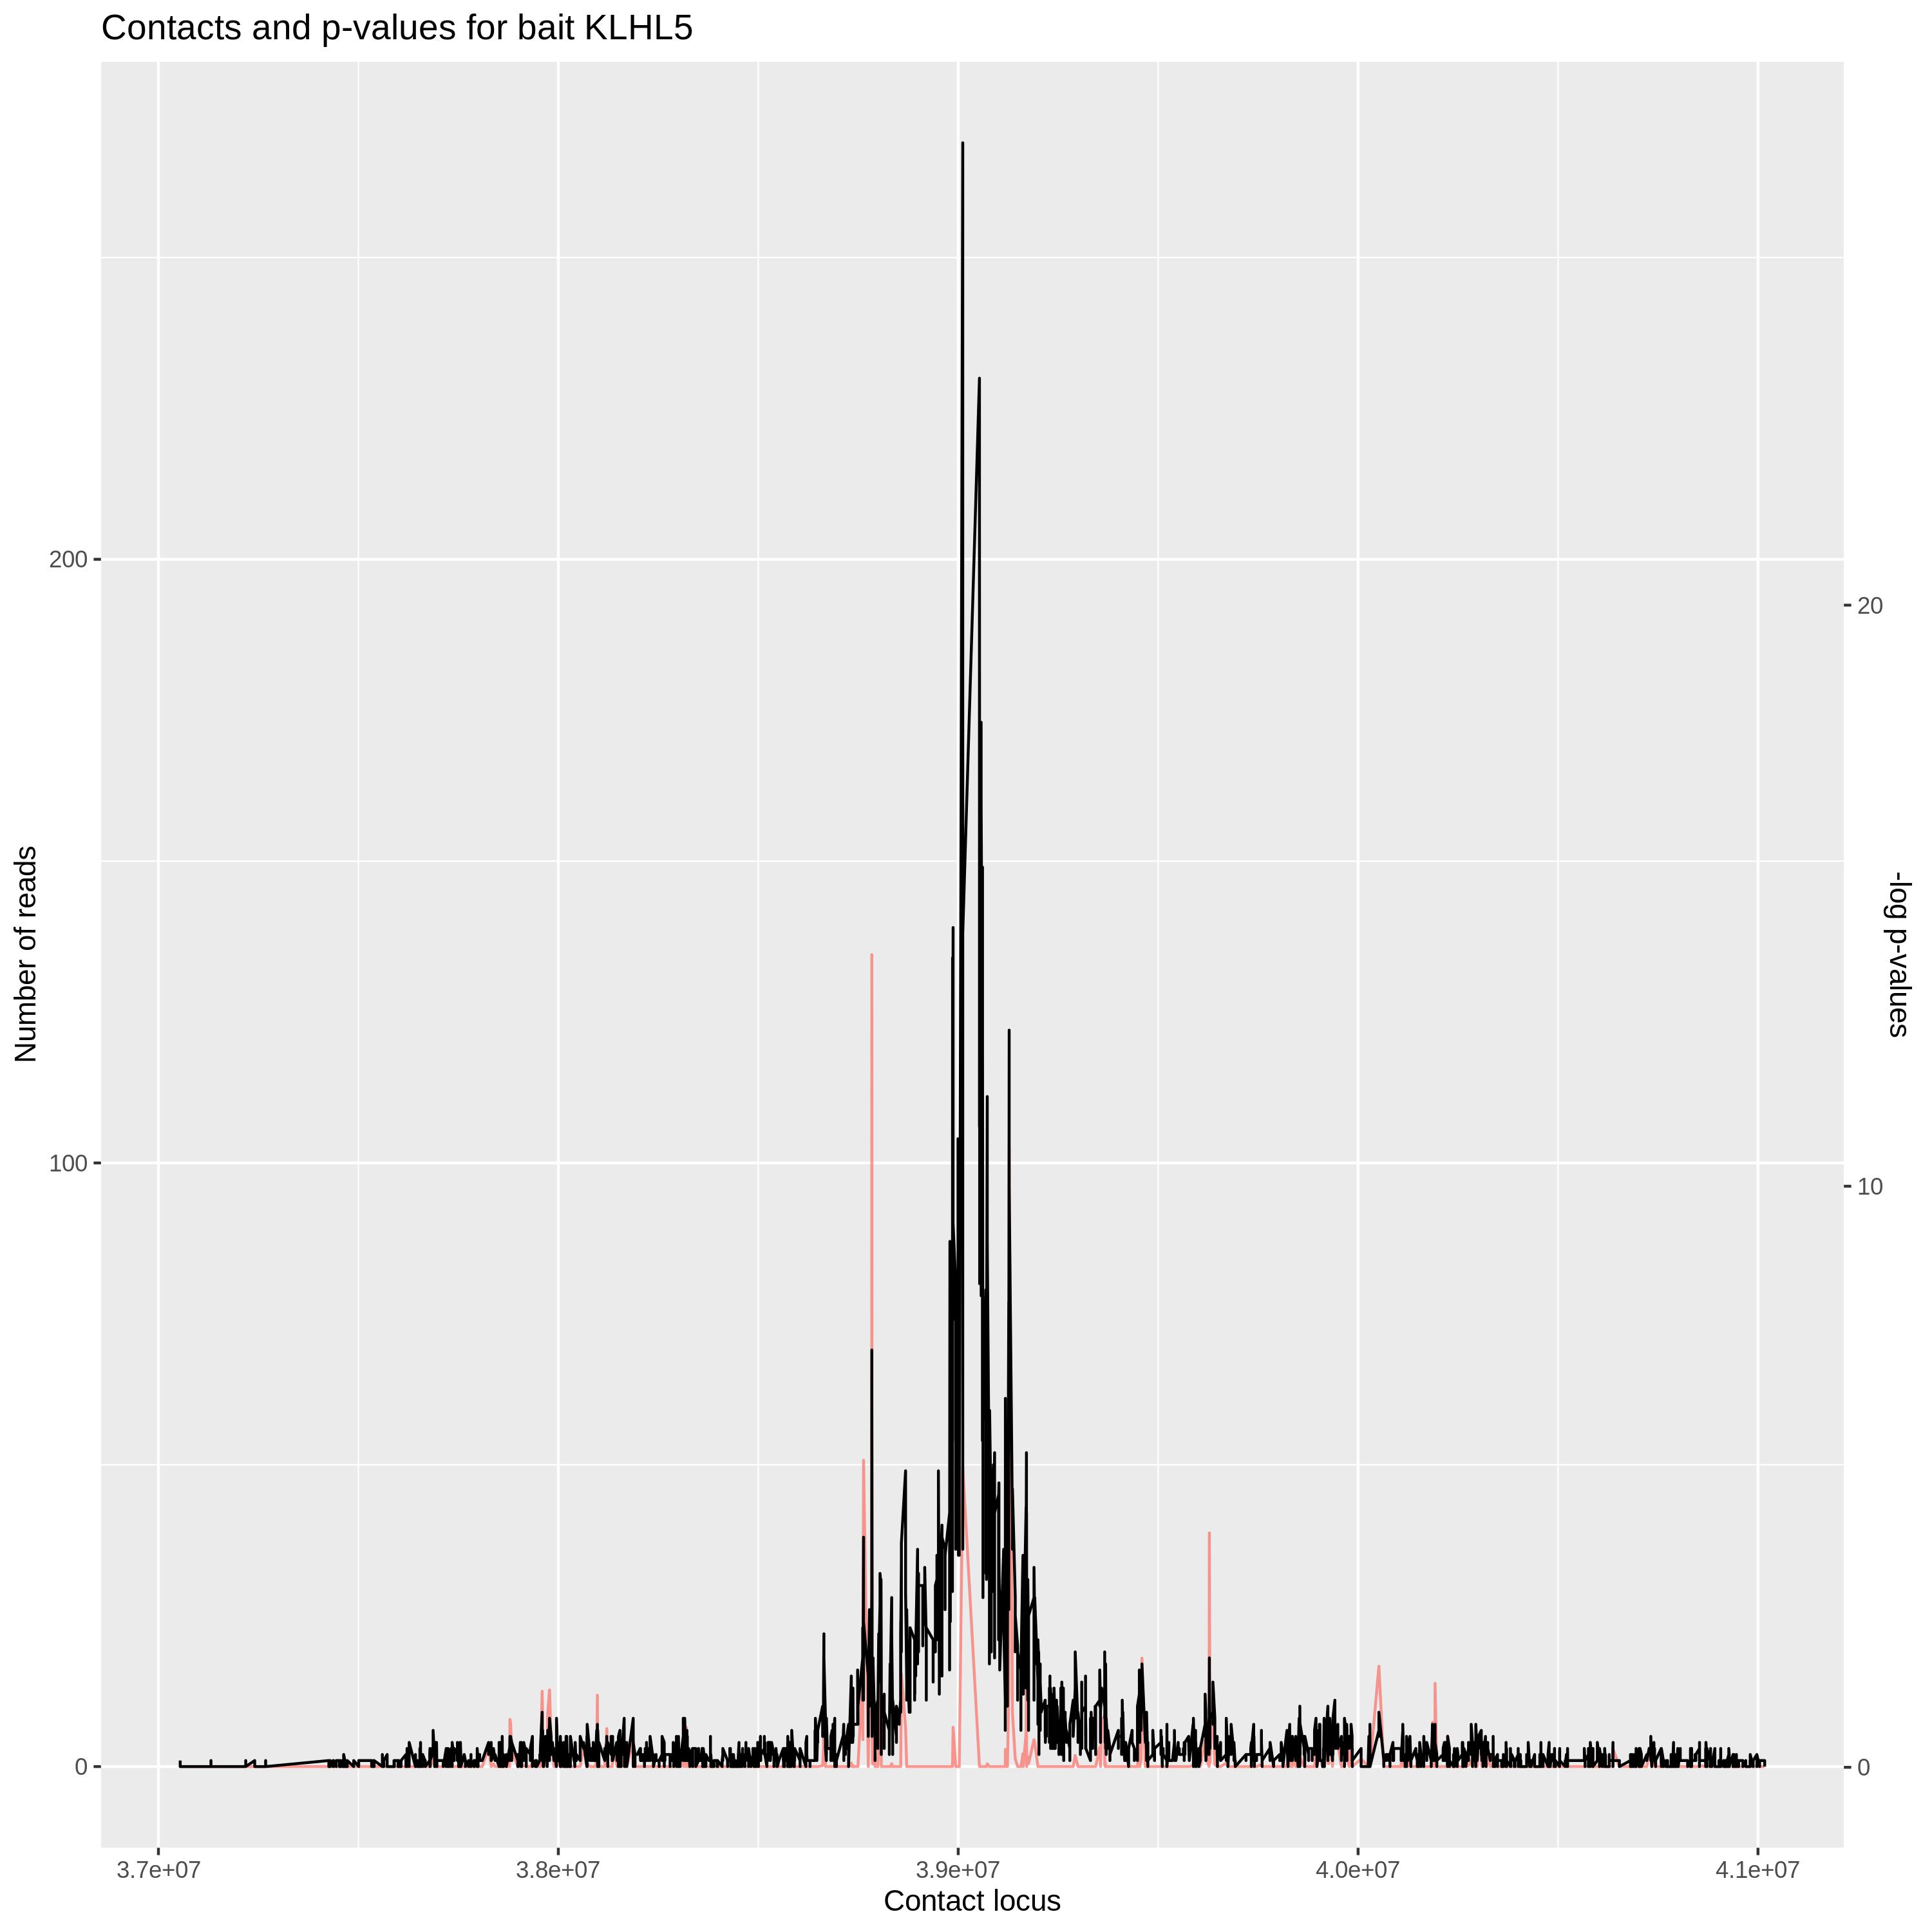 Contacts and p-values for bait KLHL5
Number of reads
200
100
0
-log p-values
20
10
0
3.7e+07
3.8e+07
3.9e+07
4.0e+07
4.1e+07
Contact locus